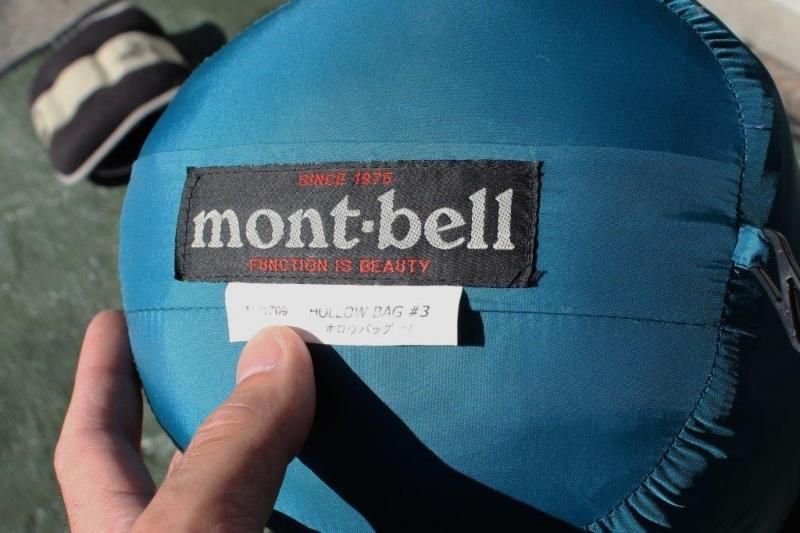 SINCE 1975
mont·bell
FUNCTION IS BEAUTY
HOLLOW BAG #3
ホロウバッグ